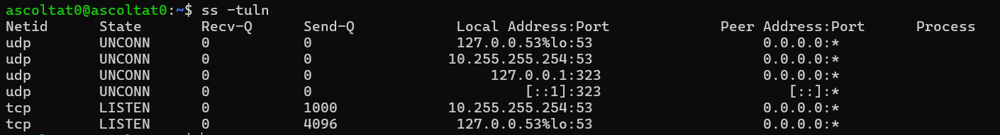 ascoltat0@ascoltat0:~$ ss -tuln
Netid State Recv-Q Send-Q Local Address:Port Peer Address:Port Process
udp UNCONN 0 0 127.0.0.53%lo:53 0.0.0.0:*
udp UNCONN 0 0 10.255.255.254:53 0.0.0.0:*
udp UNCONN 0 0 127.0.0.1:323 0.0.0.0:*
udp UNCONN 0 0 [::1]:323 [::]:*
tcp LISTEN 0 1000 10.255.255.254:53 0.0.0.0:*
tcp LISTEN 0 4096 127.0.0.53%lo:53 0.0.0.0:*